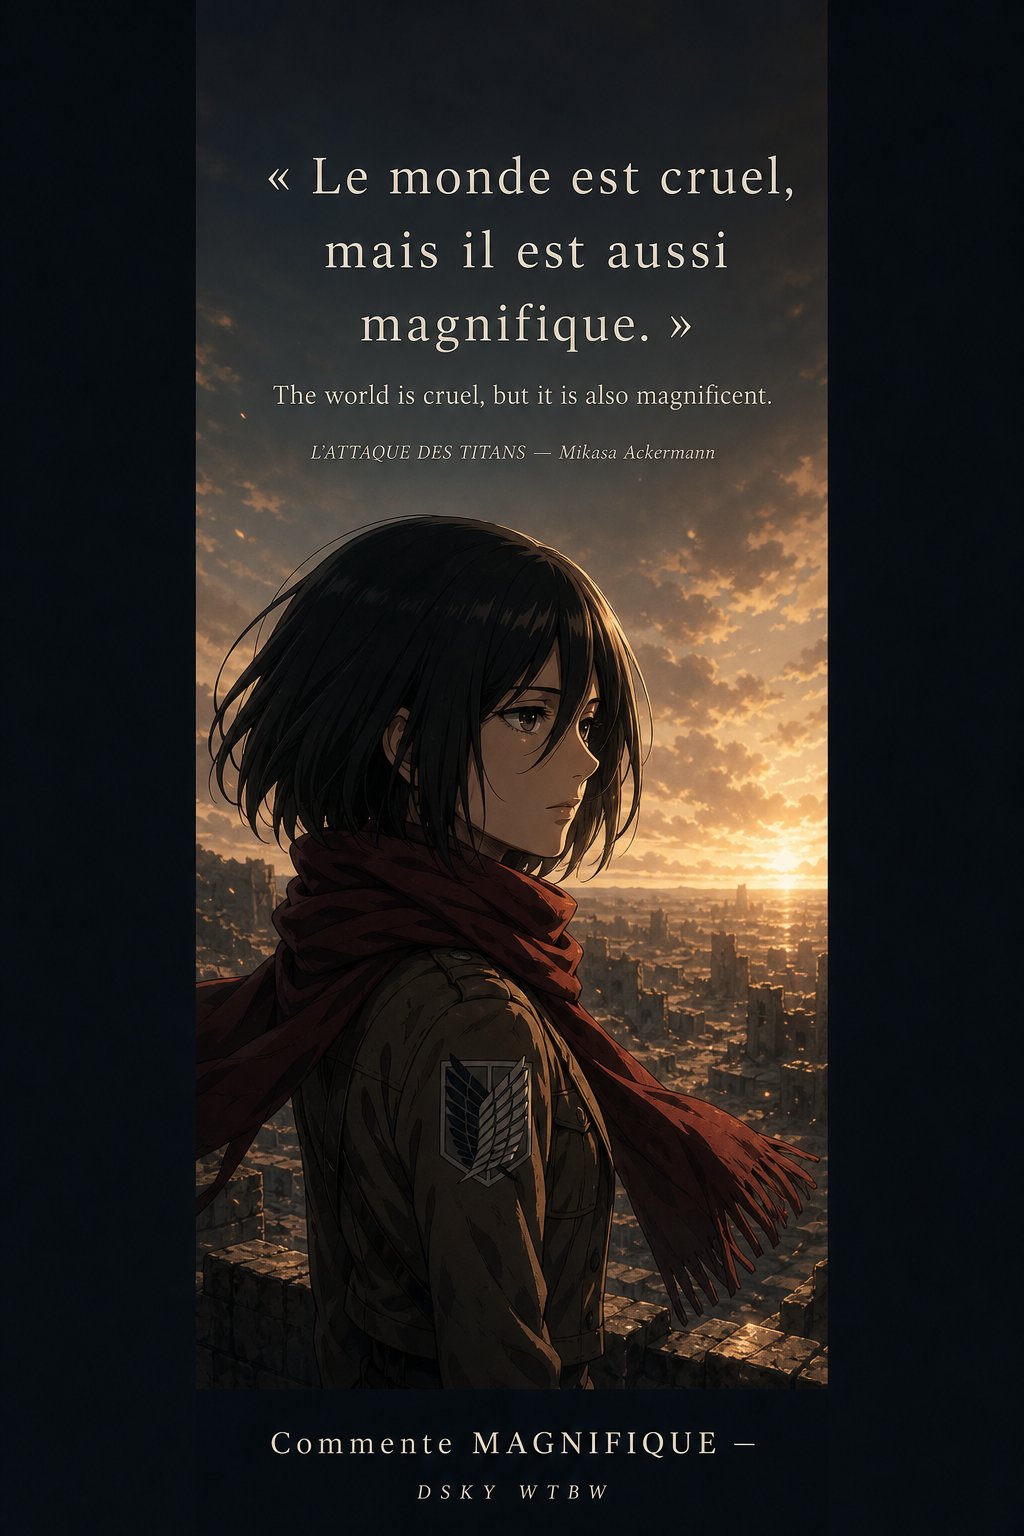 « Le monde est cruel,
mais il est aussi
magnifique. »
The world is cruel, but it is also magnificent.
L’ATTAQUE DES TITANS — Mikasa Ackermann
Commente MAGNIFIQUE –
DSKY WTBW